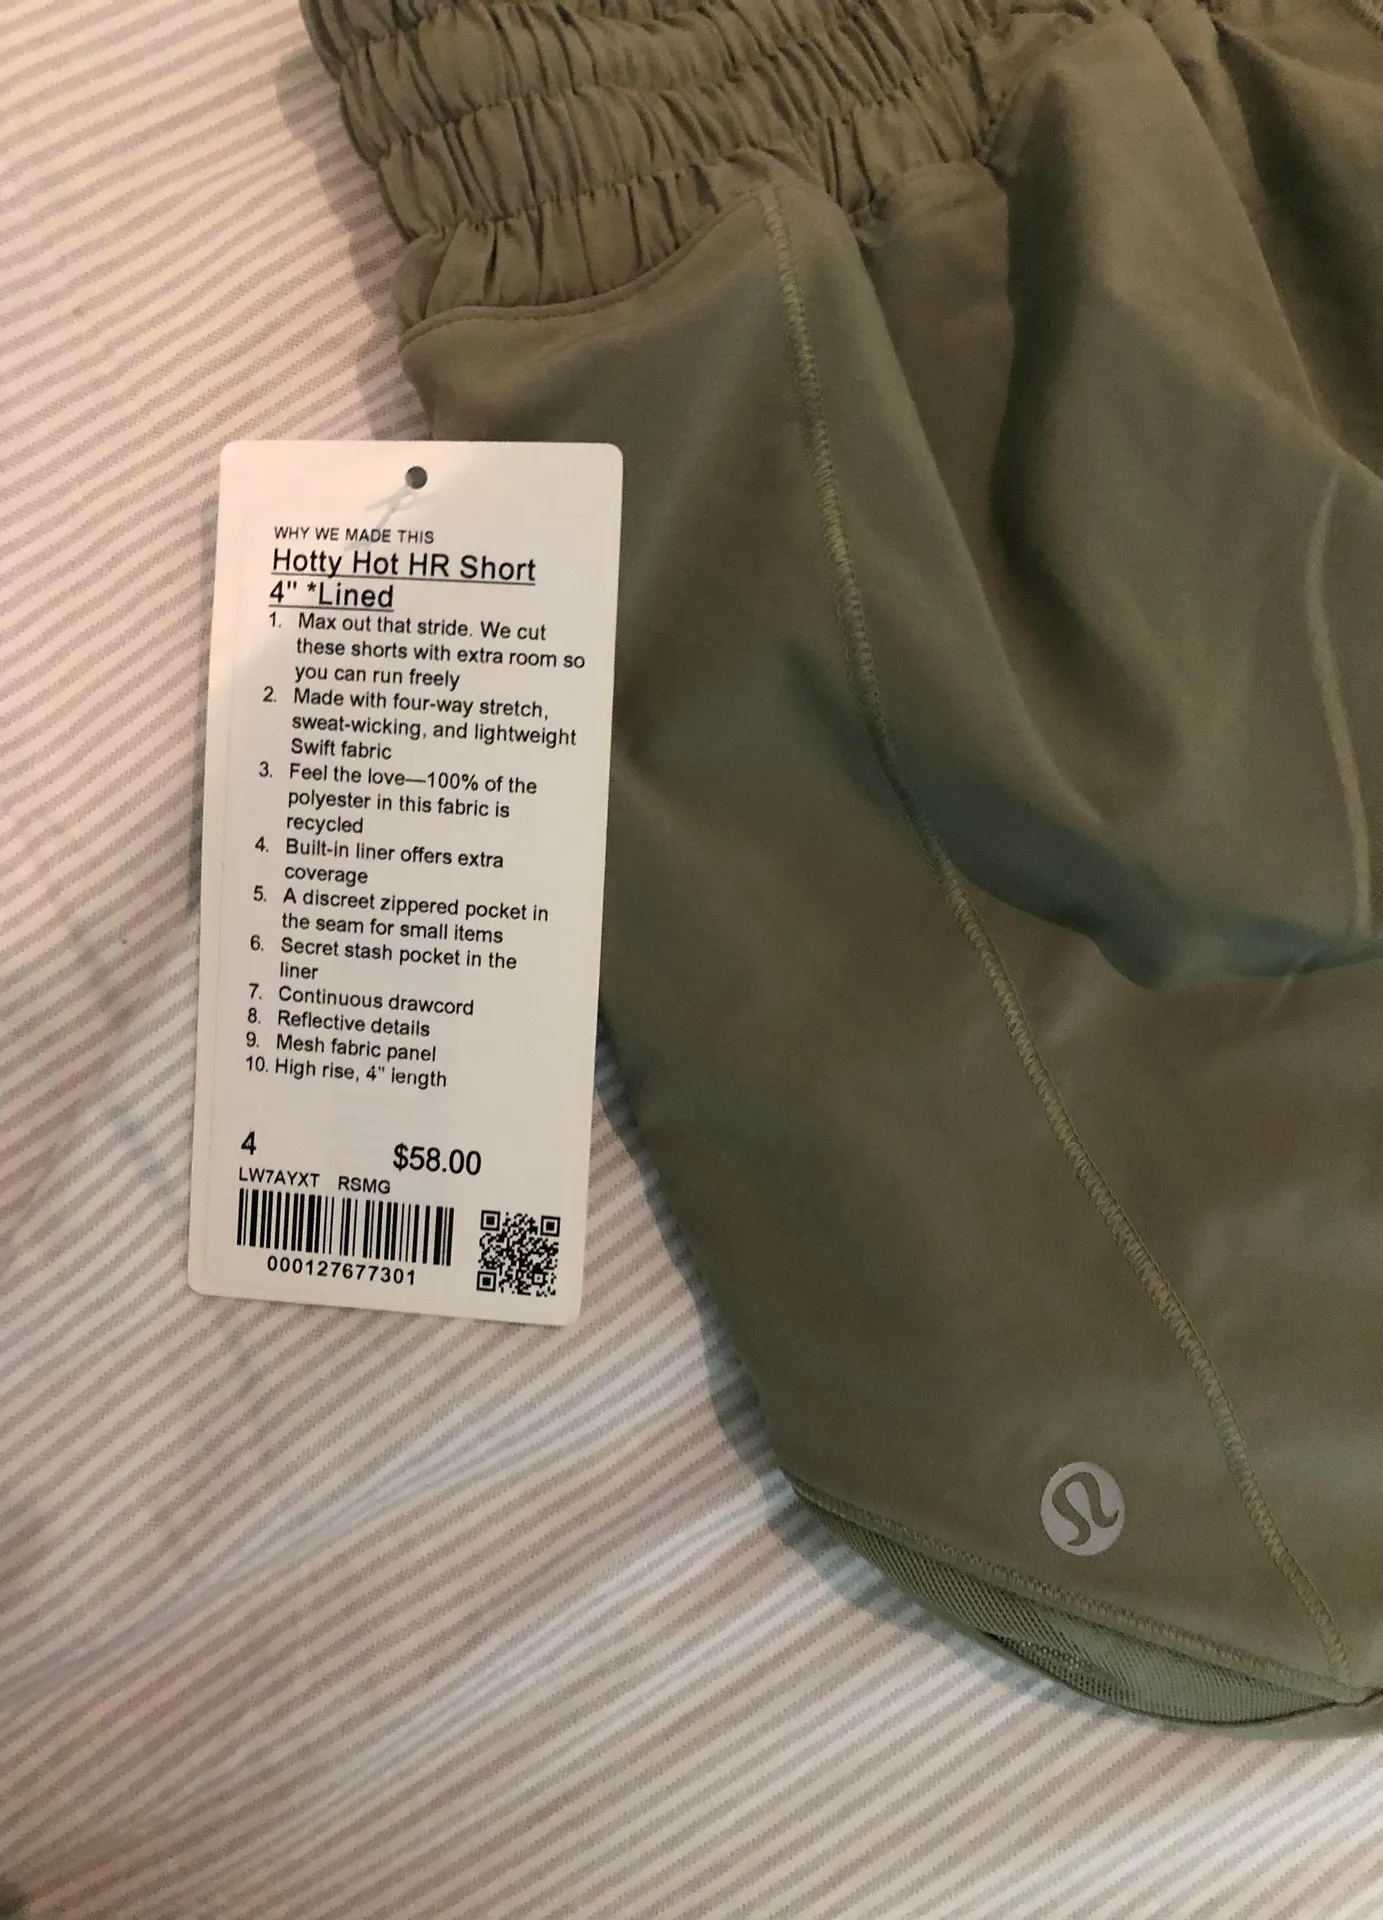 WHY WE MADE THIS
Hotty Hot HR Short
4" *Lined
1. Max out that stride. We cut
these shorts with extra room so
you can run freely
2. Made with four-way stretch,
sweat-wicking, and lightweight
Swift fabric
3. Feel the love—100% of the
polyester in this fabric is
recycled
4. Built-in liner offers extra
coverage
5. A discreet zippered pocket in
the seam for small items
6. Secret stash pocket in the
liner
7. Continuous drawcord
8. Reflective details
9. Mesh fabric panel
10. High rise, 4" length
4 $58.00
LW7AYXT RSMG
000127677301